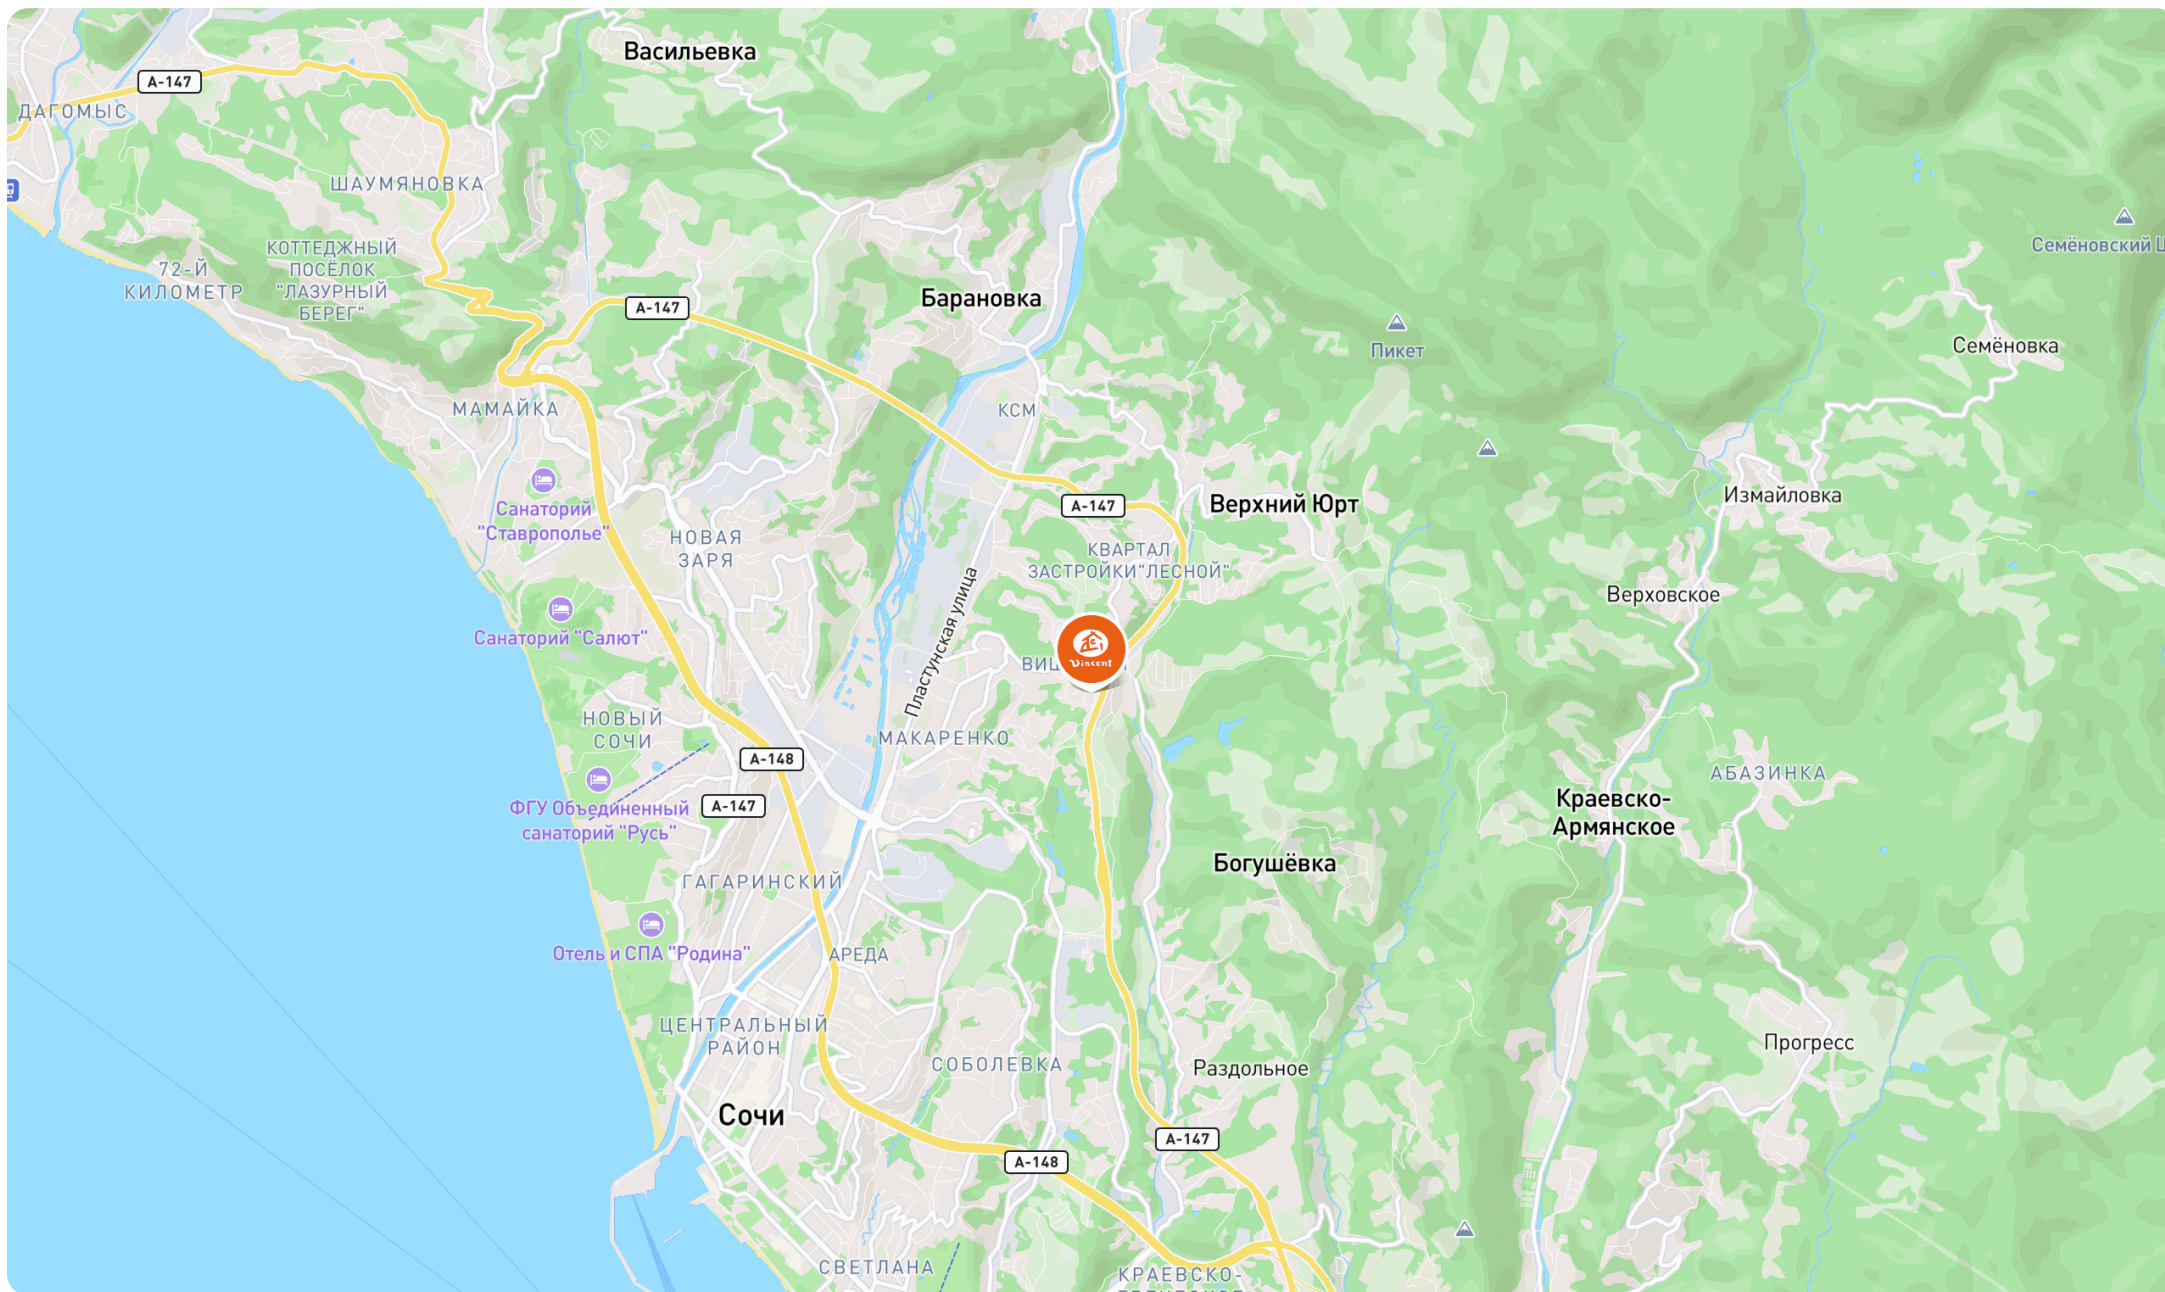 Васильевка
А-147
ДАГОМЫС
ШАУМЯНОВКА
КОТТЕДЖНЫЙ
ПОСЁЛОК
"ЛАЗУРНЫЙ
БЕРЕГ"
72-Й
КИЛОМЕТР
Семёновский
А-147
Барановка
Пикет
Семёновка
МАМАЙКА
КСМ
Санаторий
"Ставрополье"
А-147
Верхний Юрт
Измайловка
НОВАЯ
ЗАРЯ
КВАРТАЛ
ЗАСТРОЙКИ"ЛЕСНОЙ"
Верховское
Санаторий "Салют"
Пластунская улица
Vincent
НОВЫЙ
СОЧИ
МАКАРЕНКО
А-148
АБАЗИНКА
А-147
ФГУ Объединенный
санаторий "Русь"
Краевско-
Армянское
Богушёвка
ГАГАРИНСКИЙ
Отель и СПА "Родина"
АРЕДА
ЦЕНТРАЛЬНЫЙ
РАЙОН
СОБОЛЕВКА
Раздольное
Прогресс
Сочи
А-147
А-148
СВЕТЛАНА
КРАЕВСКО-